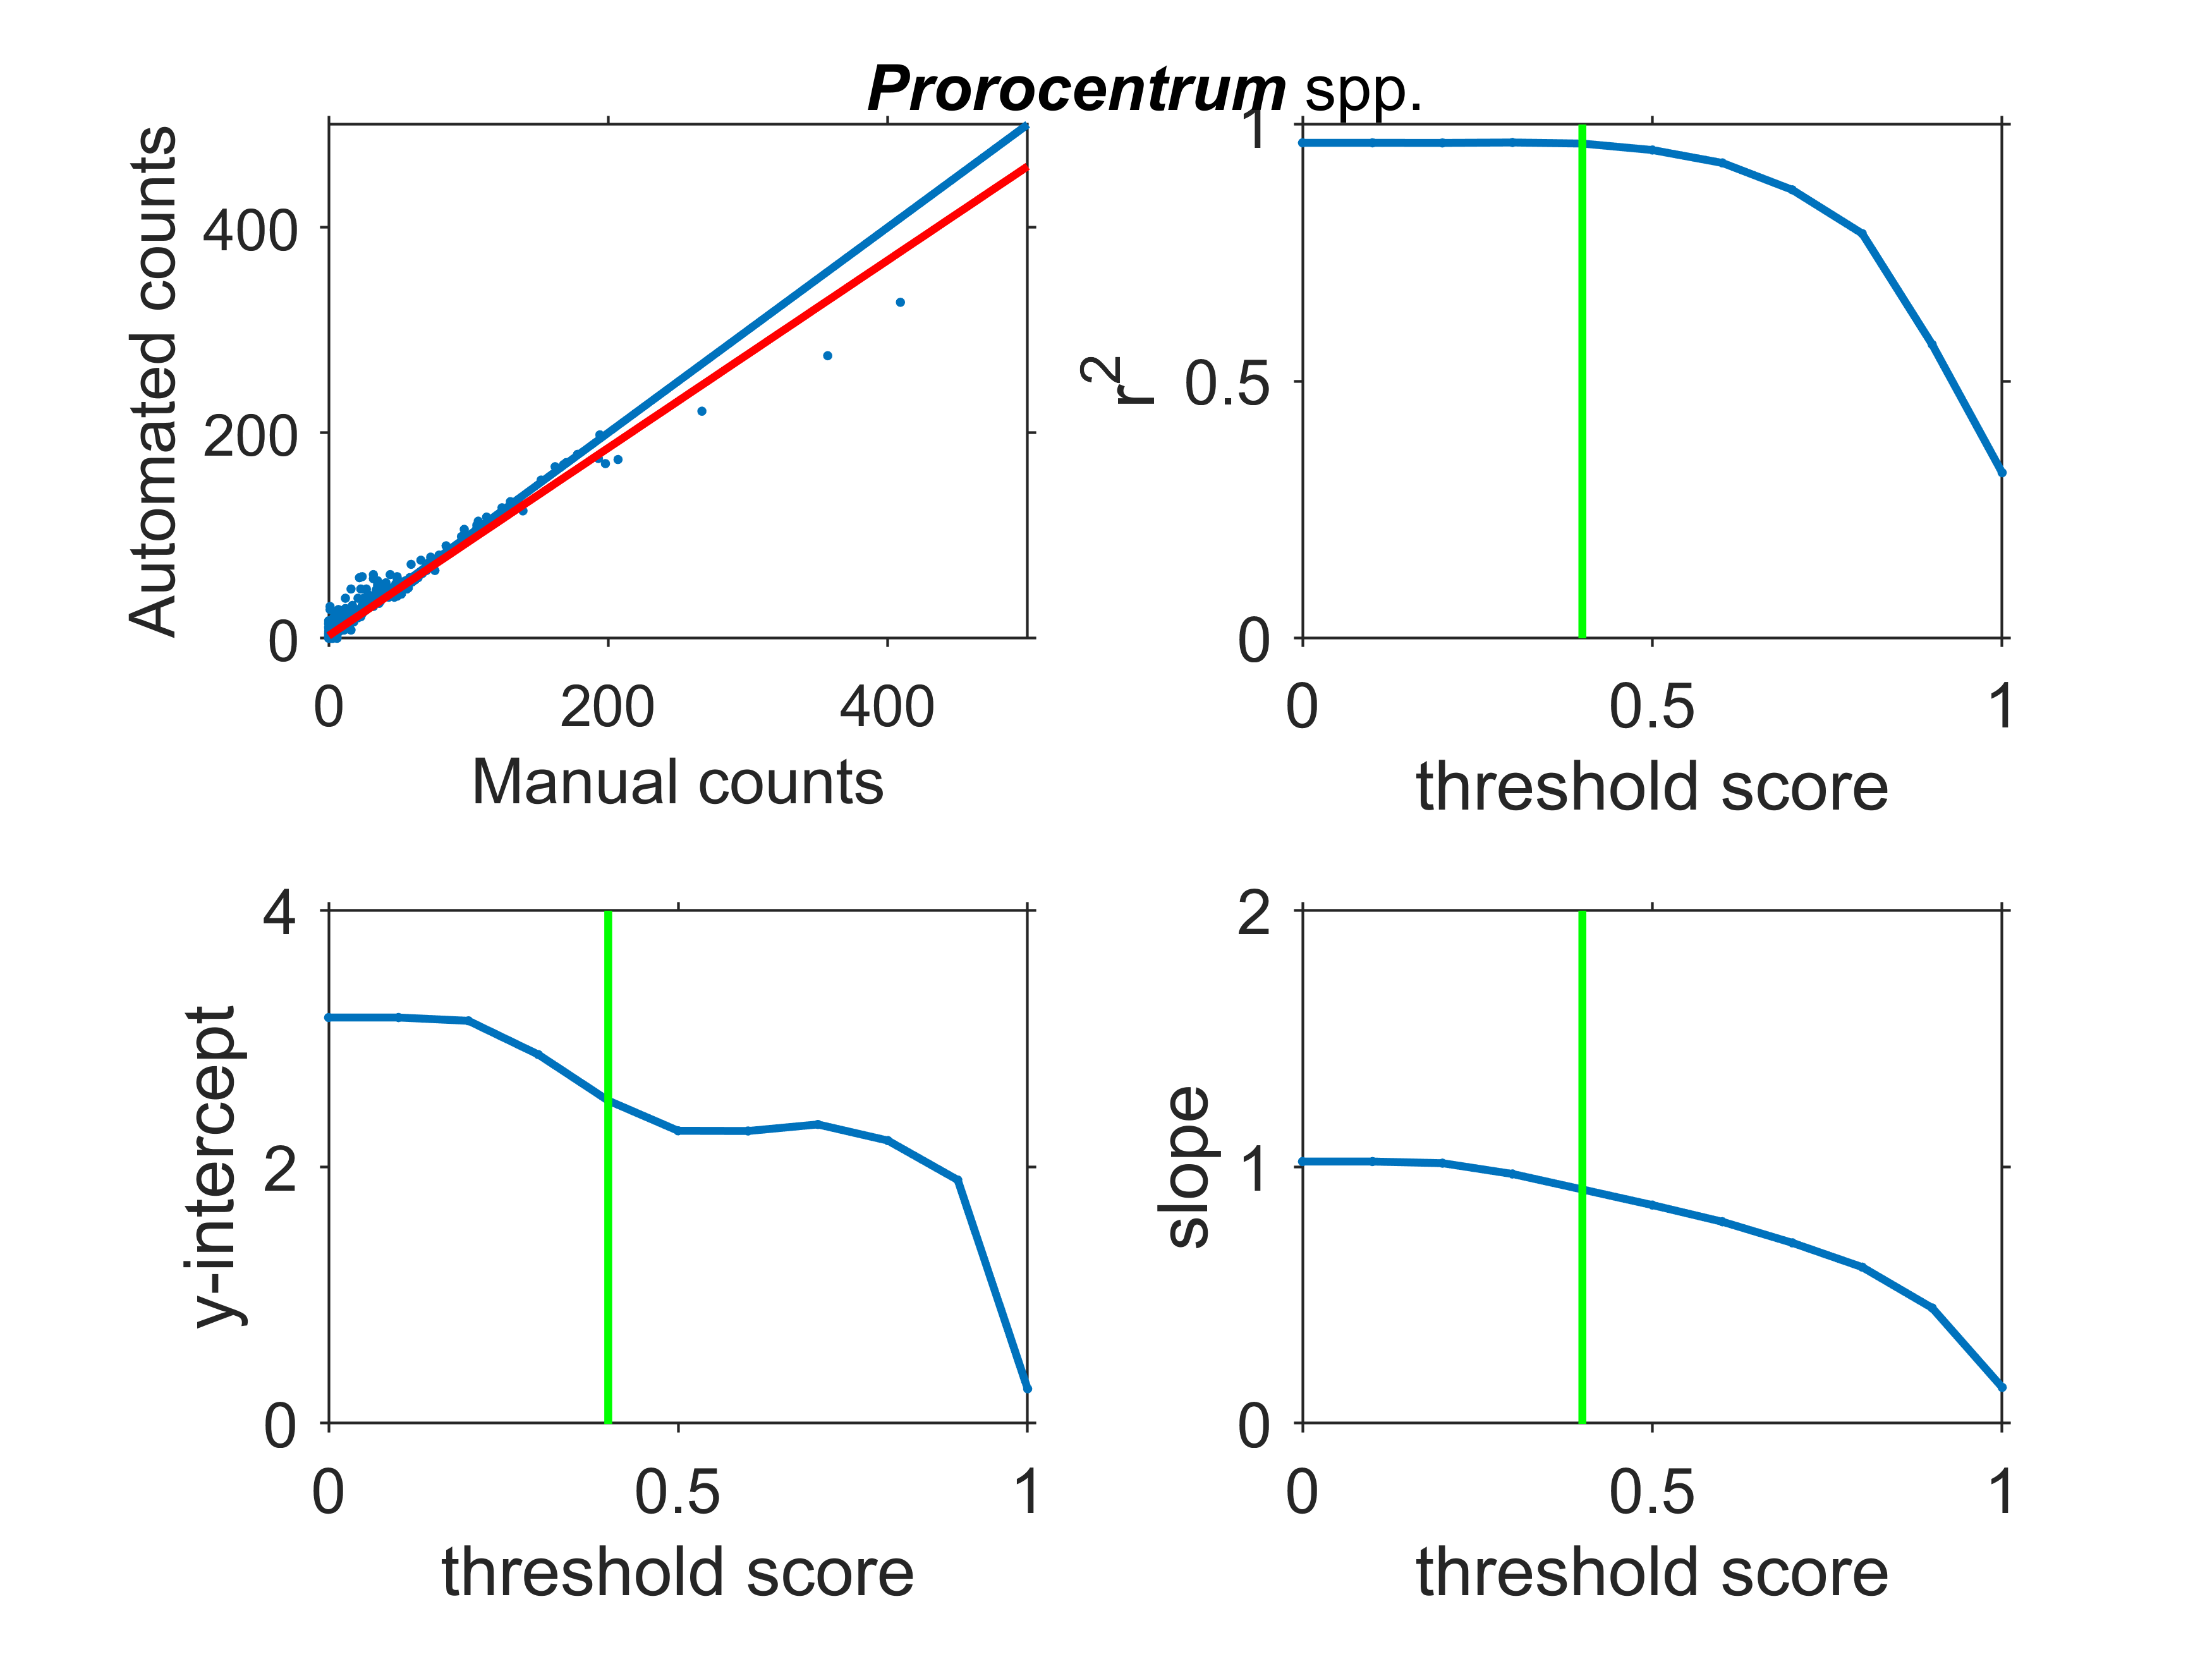 Prorocentrum spp.
Automated counts
400
200
0
0 200 400
Manual counts
r2
1
0.5
0
0 0.5 1
threshold score
y-intercept
4
2
0
0 0.5 1
threshold score
slope
2
1
0
0 0.5 1
threshold score